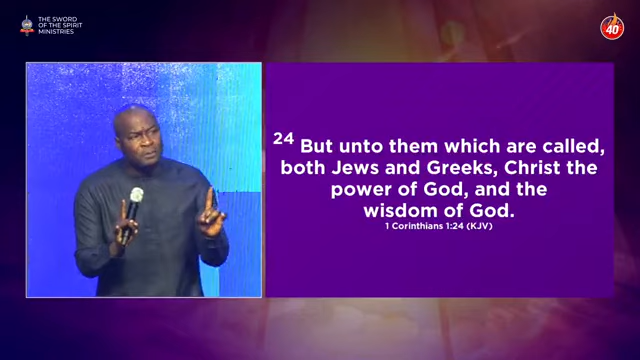 THE SWORD
OF THE SPIRIT
MINISTRIES
40
24 But unto them which are called,
both Jews and Greeks, Christ the
power of God, and the
wisdom of God.
1 Corinthians 1:24 (KJV)